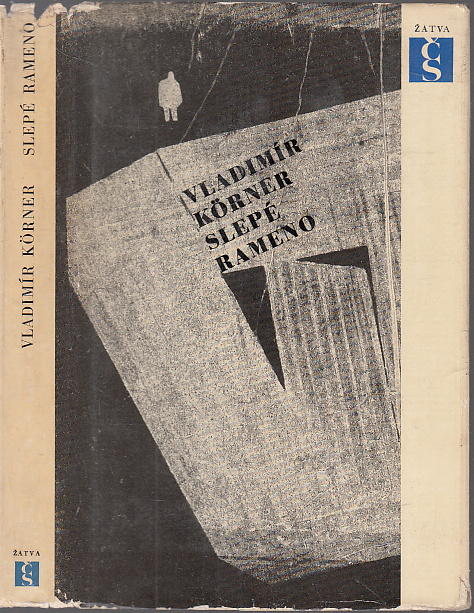 VLADIMÍR KÖRNER SLEPÉ RAMENO
ŽATVA
ČS
VLADIMÍR
KÖRNER
SLEPÉ
RAMENO
ŽATVA
ČS